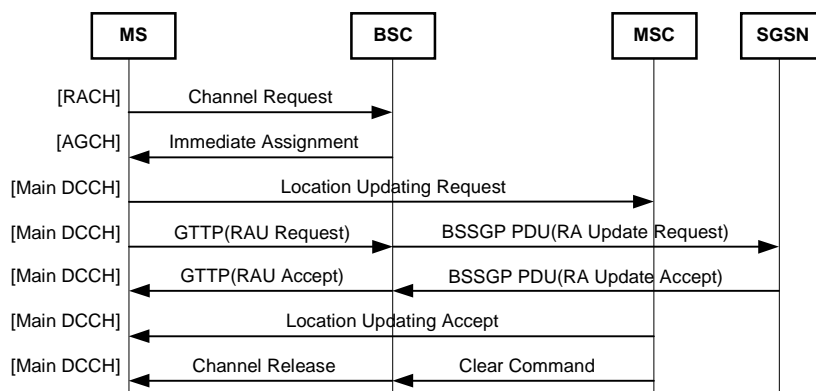 MS BSC MSC SGSN
[RACH] Channel Request
[AGCH] Immediate Assignment
[Main DCCH] Location Updating Request
[Main DCCH] GTTP(RAU Request) BSSGP PDU(RA Update Request)
[Main DCCH] GTTP(RAU Accept) BSSGP PDU(RA Update Accept)
[Main DCCH] Location Updating Accept
[Main DCCH] Channel Release Clear Command